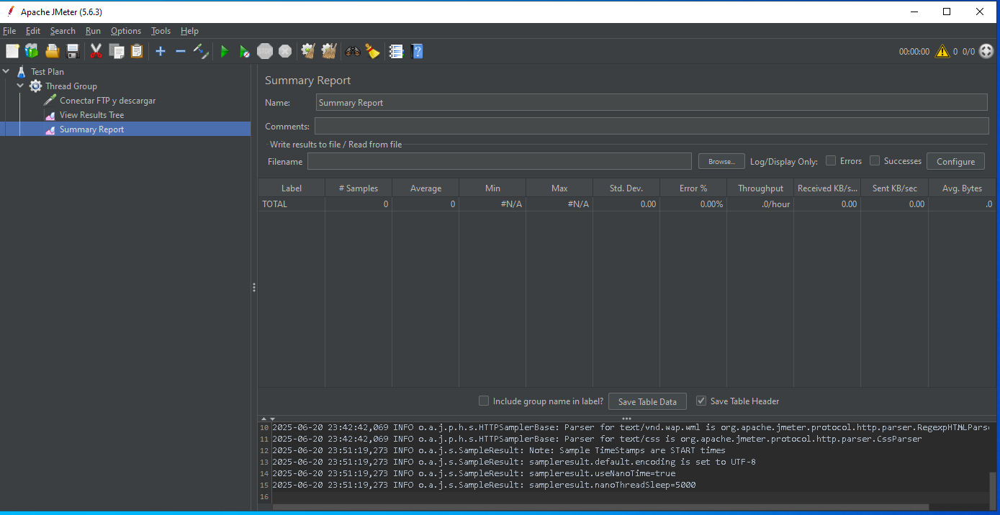 Apache JMeter (5.6.3)
File Edit Search Run Options Tools Help
00:00:00 0 0/0
Test Plan
Thread Group
Conectar FTP y descargar
View Results Tree
Summary Report
Summary Report
Name: Summary Report
Comments:
Write results to file / Read from file
Filename Browse... Log/Display Only: Errors Successes Configure
Label # Samples Average Min Max Std. Dev. Error % Throughput Received KB/s... Sent KB/sec Avg. Bytes
TOTAL 0 0 #N/A #N/A 0.00 0.00% .0/hour 0.00 0.00 .0
Include group name in label? Save Table Data Save Table Header
10 2025-06-20 23:42:42,069 INFO o.a.j.p.h.s.HTTPSamplerBase: Parser for text/vnd.wap.wml is org.apache.jmeter.protocol.http.parser.RegexpHTMLParse
11 2025-06-20 23:42:42,069 INFO o.a.j.p.h.s.HTTPSamplerBase: Parser for text/css is org.apache.jmeter.protocol.http.parser.CssParser
12 2025-06-20 23:51:19,273 INFO o.a.j.s.SampleResult: Note: Sample TimeStamps are START times
13 2025-06-20 23:51:19,273 INFO o.a.j.s.SampleResult: sampleresult.default.encoding is set to UTF-8
14 2025-06-20 23:51:19,273 INFO o.a.j.s.SampleResult: sampleresult.useNanoTime=true
15 2025-06-20 23:51:19,273 INFO o.a.j.s.SampleResult: sampleresult.nanoThreadSleep=5000
16